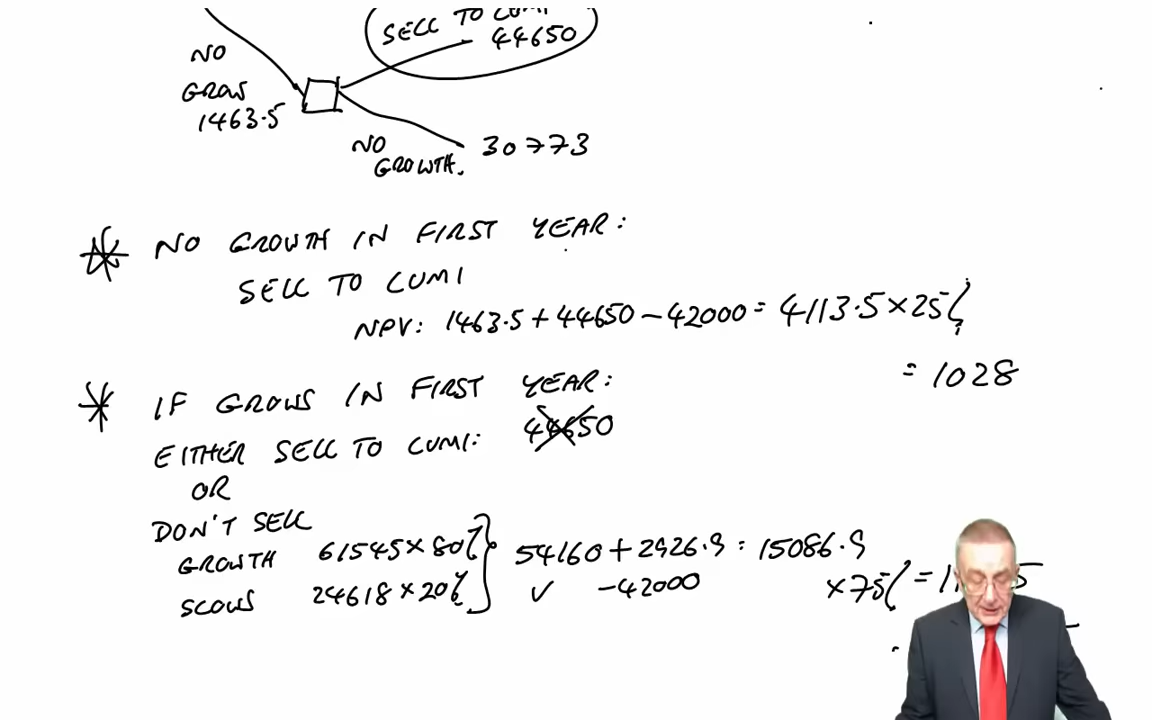 SELL TO CUMI
44650
NO
GROW
1463.5
NO
GROWTH.
30773
NO GROWTH IN FIRST YEAR:
SELL TO CUMI
NPV: 1463.5 + 44650 - 42000 = 4113.5 × 25%
= 1028
IF GROWS IN FIRST YEAR:
EITHER SELL TO CUMI: 44650
OR
DON'T SELL
GROWTH 61545 × 80% } 54160 + 2926.9 = 15086.9
SLOWS 24618 × 20% ✓ -42000 × 75% =